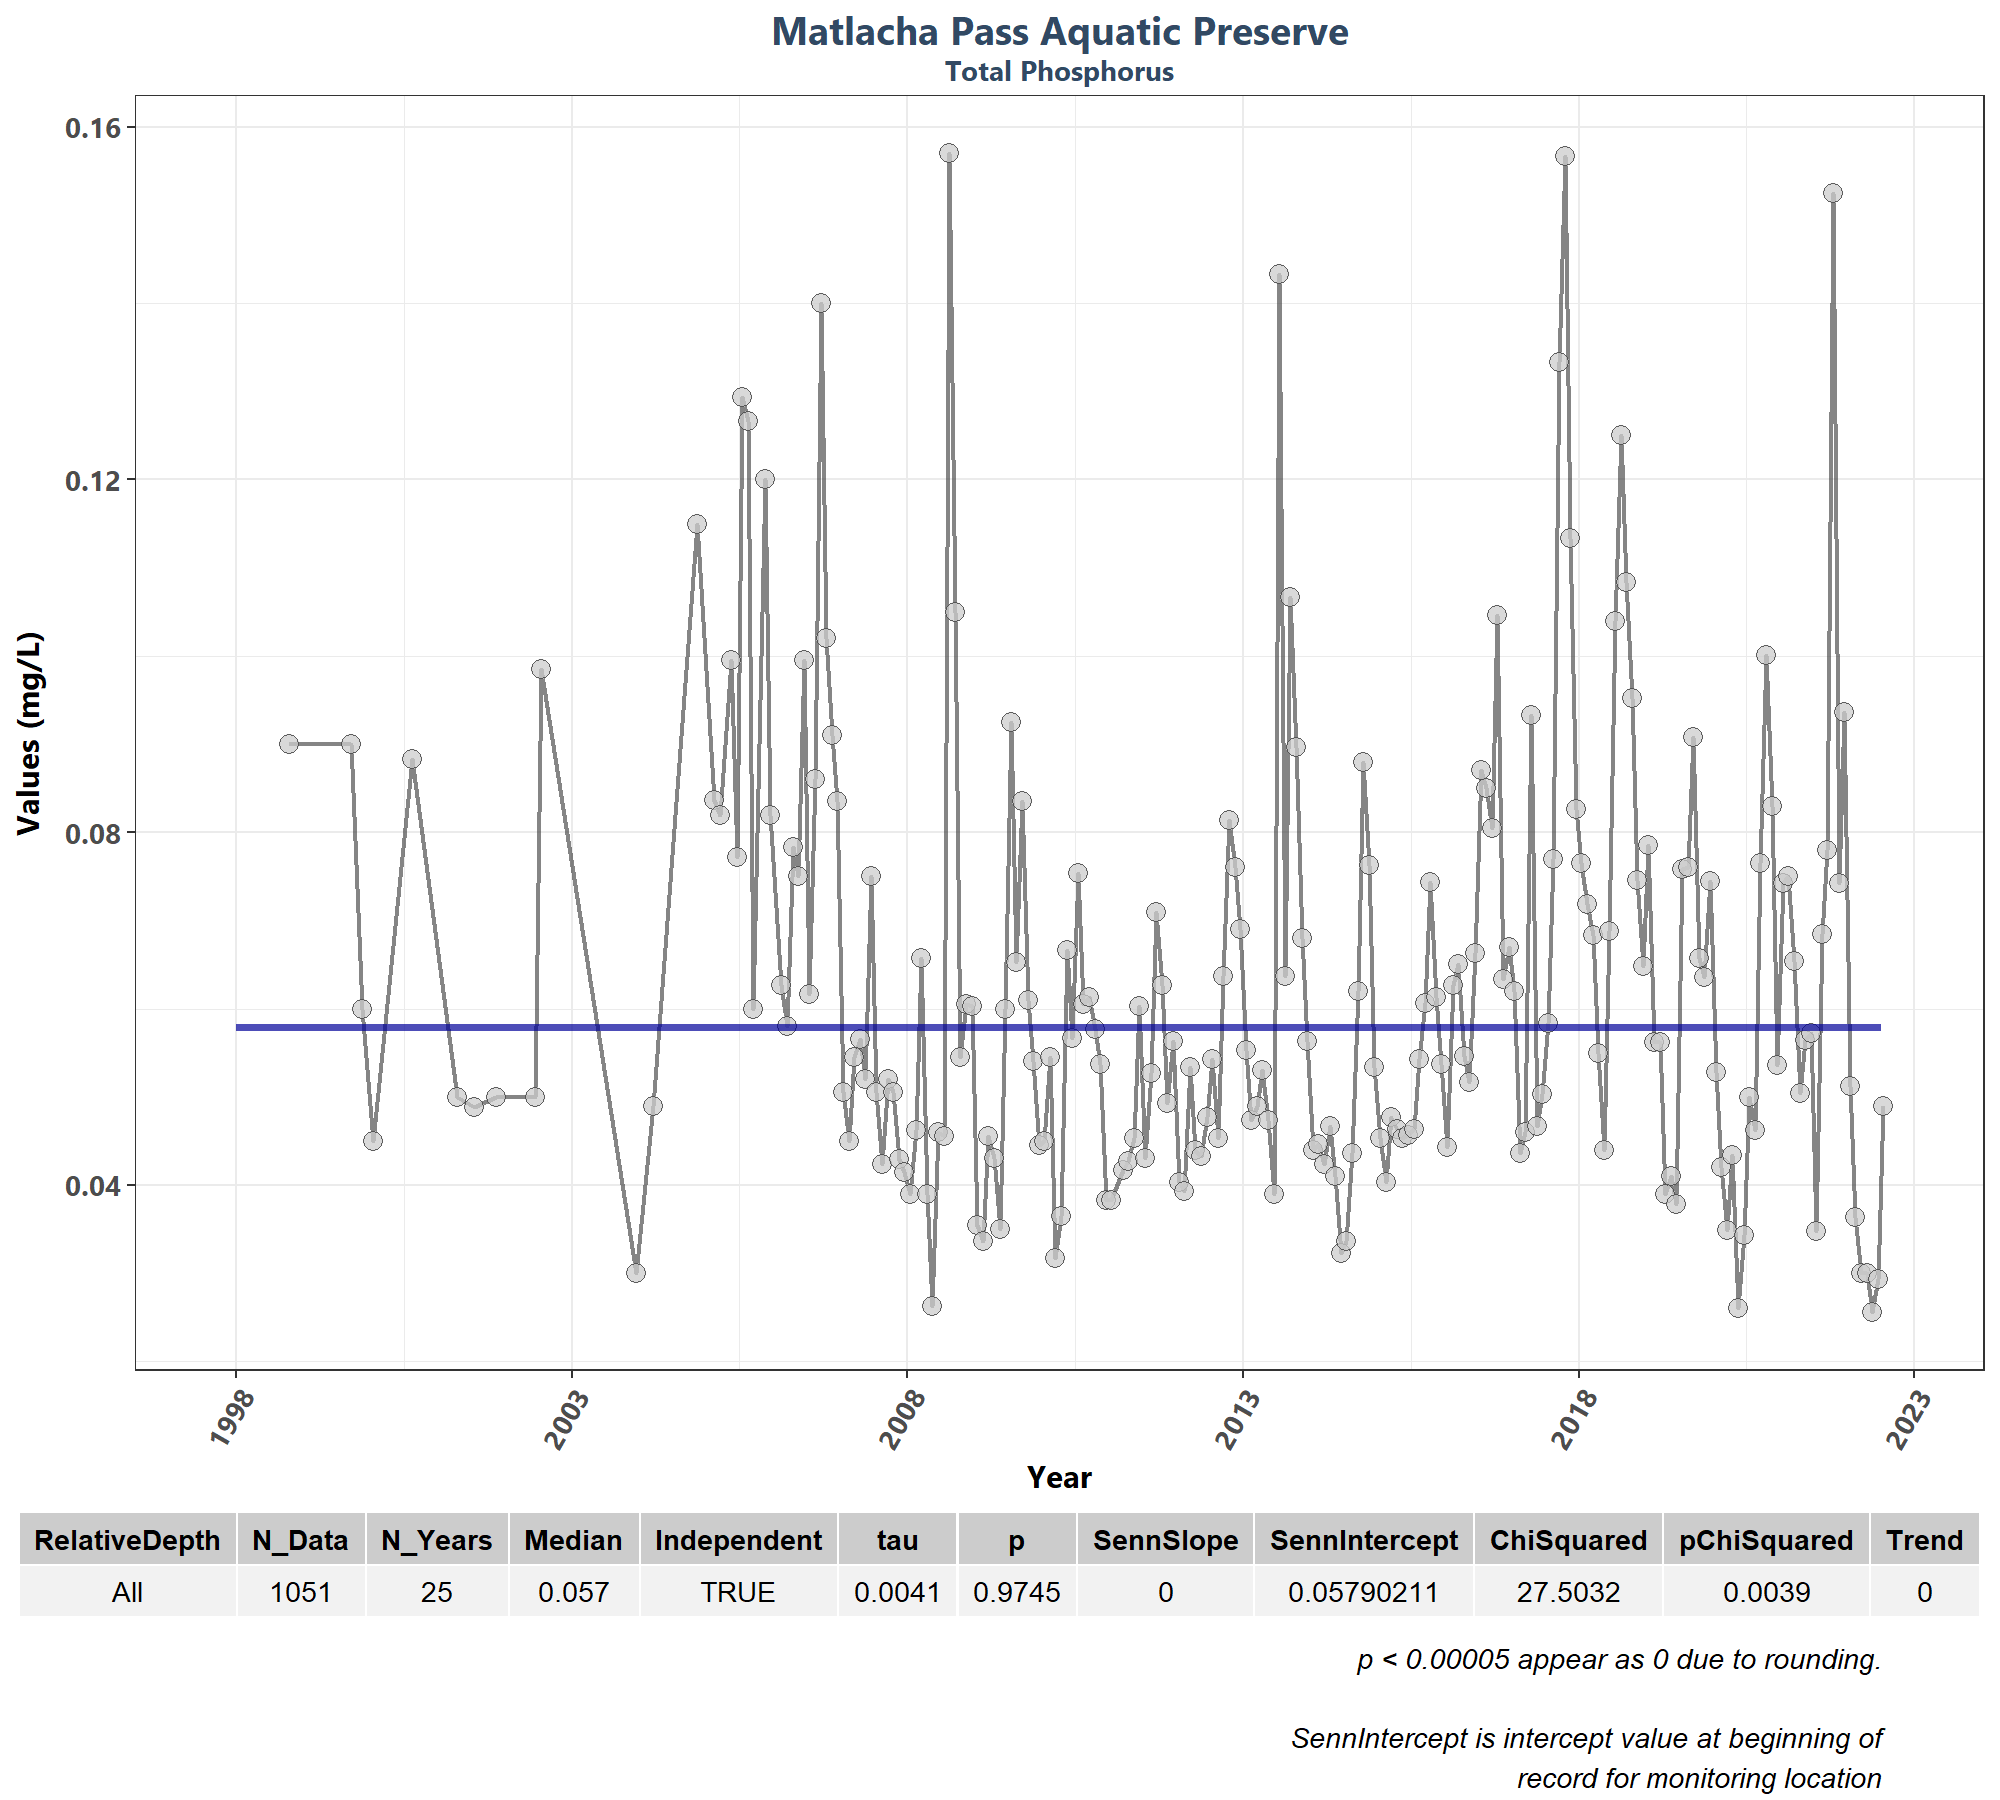 Matlacha Pass Aquatic Preserve
Total Phosphorus
0.16
0.12
0.08
0.04
Values (mg/L)
1998 2003 2008 2013 2018 2023
Year
RelativeDepth N_Data N_Years Median Independent tau p SennSlope SennIntercept ChiSquared pChiSquared Trend
All 1051 25 0.057 TRUE 0.0041 0.9745 0 0.05790211 27.5032 0.0039 0
p < 0.00005 appear as 0 due to rounding.
SennIntercept is intercept value at beginning of
record for monitoring location